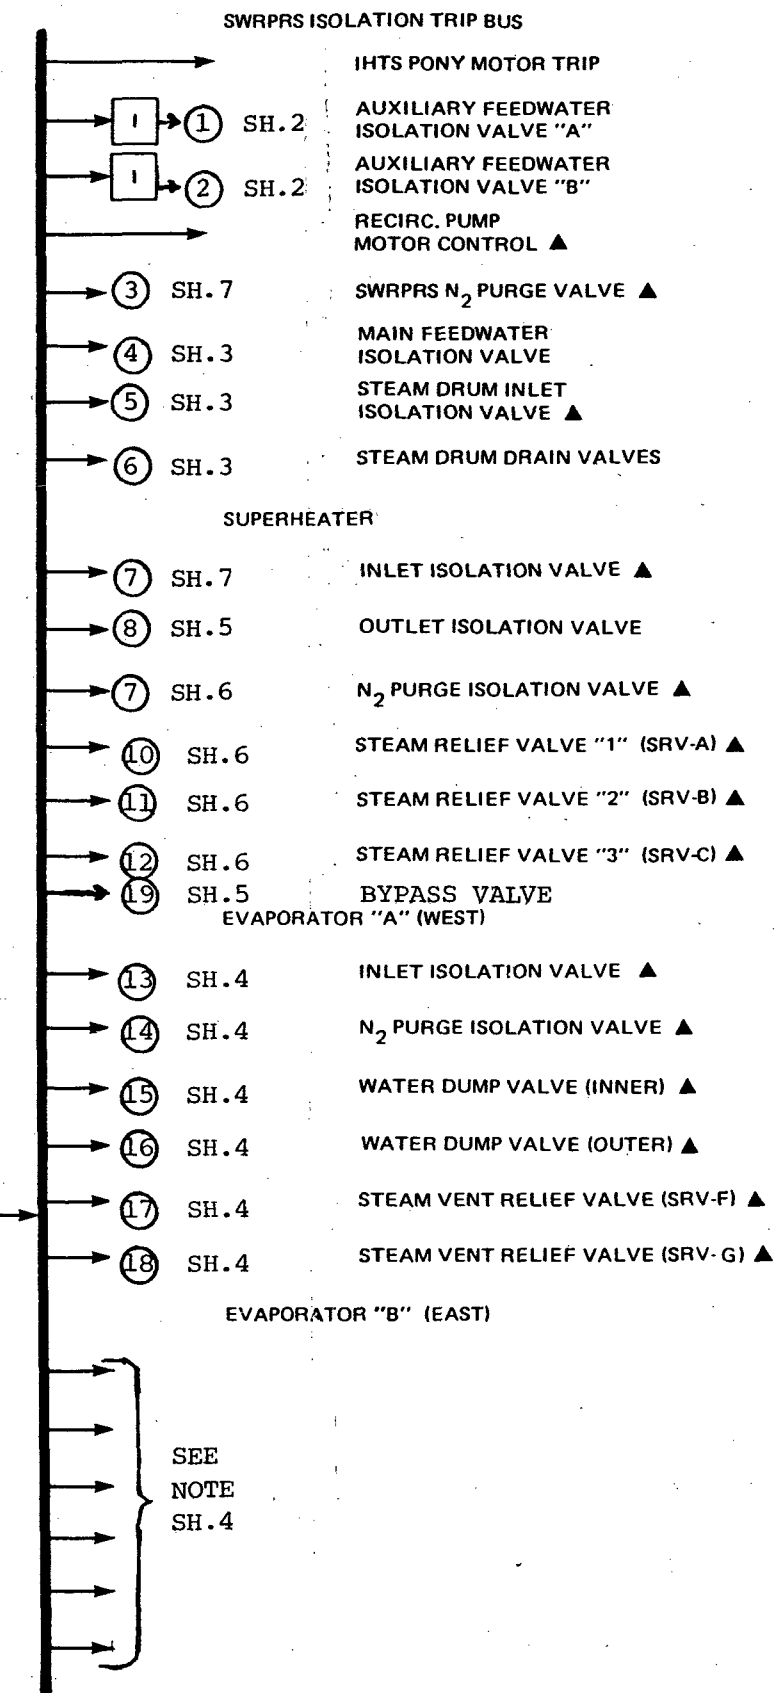 SWRPRS ISOLATION TRIP BUS
IHTS PONY MOTOR TRIP
1 1 SH.2 AUXILIARY FEEDWATER
ISOLATION VALVE "A"
1 2 SH.2 AUXILIARY FEEDWATER
ISOLATION VALVE "B"
RECIRC. PUMP
MOTOR CONTROL ▲
3 SH.7 SWRPRS N2 PURGE VALVE ▲
4 SH.3 MAIN FEEDWATER
ISOLATION VALVE
5 SH.3 STEAM DRUM INLET
ISOLATION VALVE ▲
6 SH.3 STEAM DRUM DRAIN VALVES
SUPERHEATER
7 SH.7 INLET ISOLATION VALVE ▲
8 SH.5 OUTLET ISOLATION VALVE
7 SH.6 N2 PURGE ISOLATION VALVE ▲
10 SH.6 STEAM RELIEF VALVE "1" (SRV-A) ▲
11 SH.6 STEAM RELIEF VALVE "2" (SRV-B) ▲
12 SH.6 STEAM RELIEF VALVE "3" (SRV-C) ▲
19 SH.5 BYPASS VALVE
EVAPORATOR "A" (WEST)
13 SH.4 INLET ISOLATION VALVE ▲
14 SH.4 N2 PURGE ISOLATION VALVE ▲
15 SH.4 WATER DUMP VALVE (INNER) ▲
16 SH.4 WATER DUMP VALVE (OUTER) ▲
17 SH.4 STEAM VENT RELIEF VALVE (SRV-F) ▲
18 SH.4 STEAM VENT RELIEF VALVE (SRV-G) ▲
EVAPORATOR "B" (EAST)
SEE
NOTE
SH.4